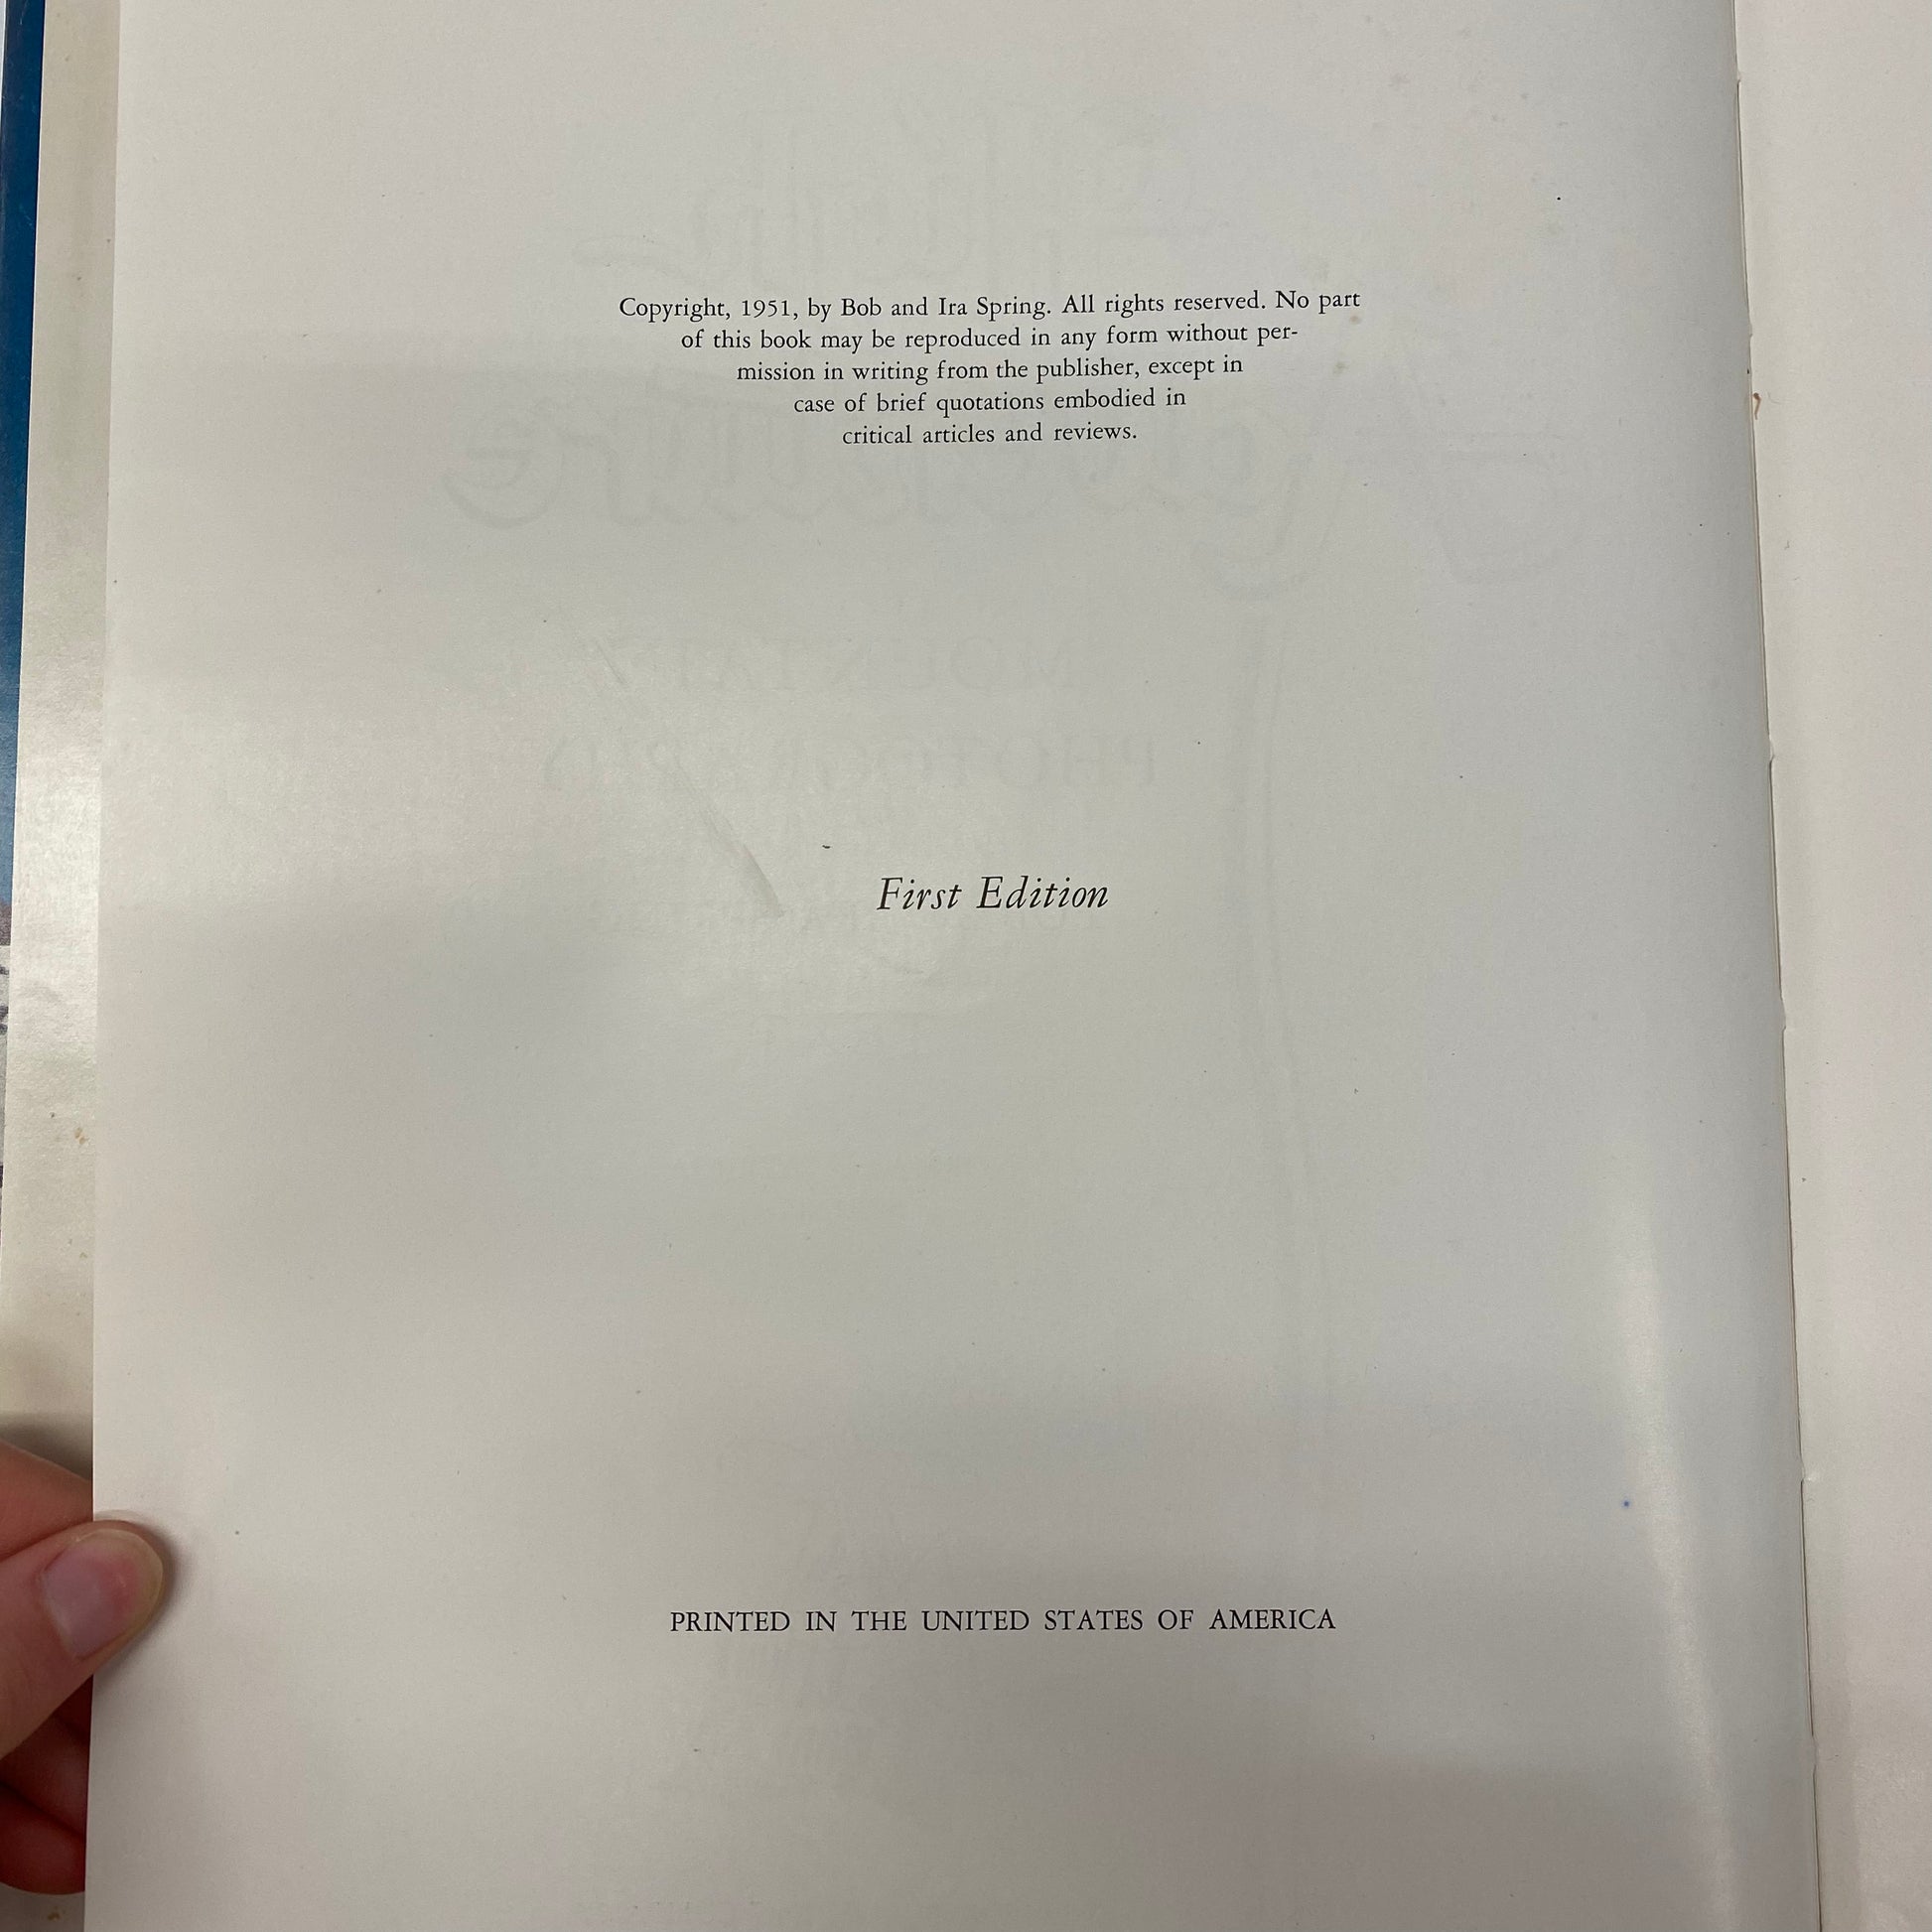 Copyright, 1951, by Bob and Ira Spring. All rights reserved. No part
of this book may be reproduced in any form without per-
mission in writing from the publisher, except in
case of brief quotations embodied in
critical articles and reviews.
First Edition
PRINTED IN THE UNITED STATES OF AMERICA